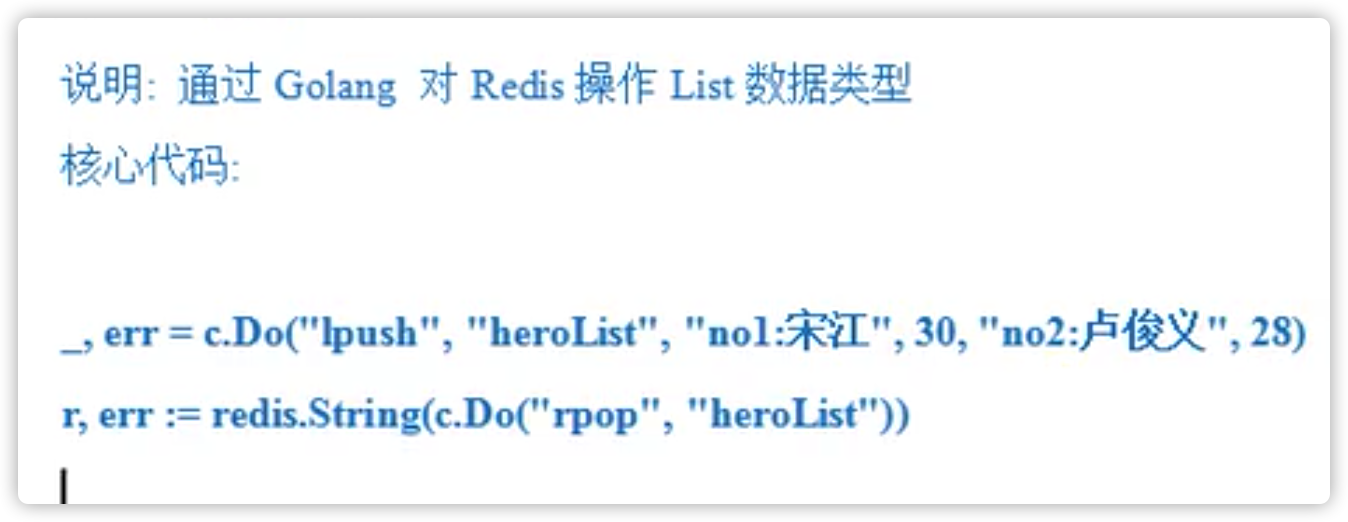 说明: 通过 Golang 对 Redis 操作 List 数据类型
核心代码:
_, err = c.Do("lpush", "heroList", "no1:宋江", 30, "no2:卢俊义", 28)
r, err := redis.String(c.Do("rpop", "heroList"))